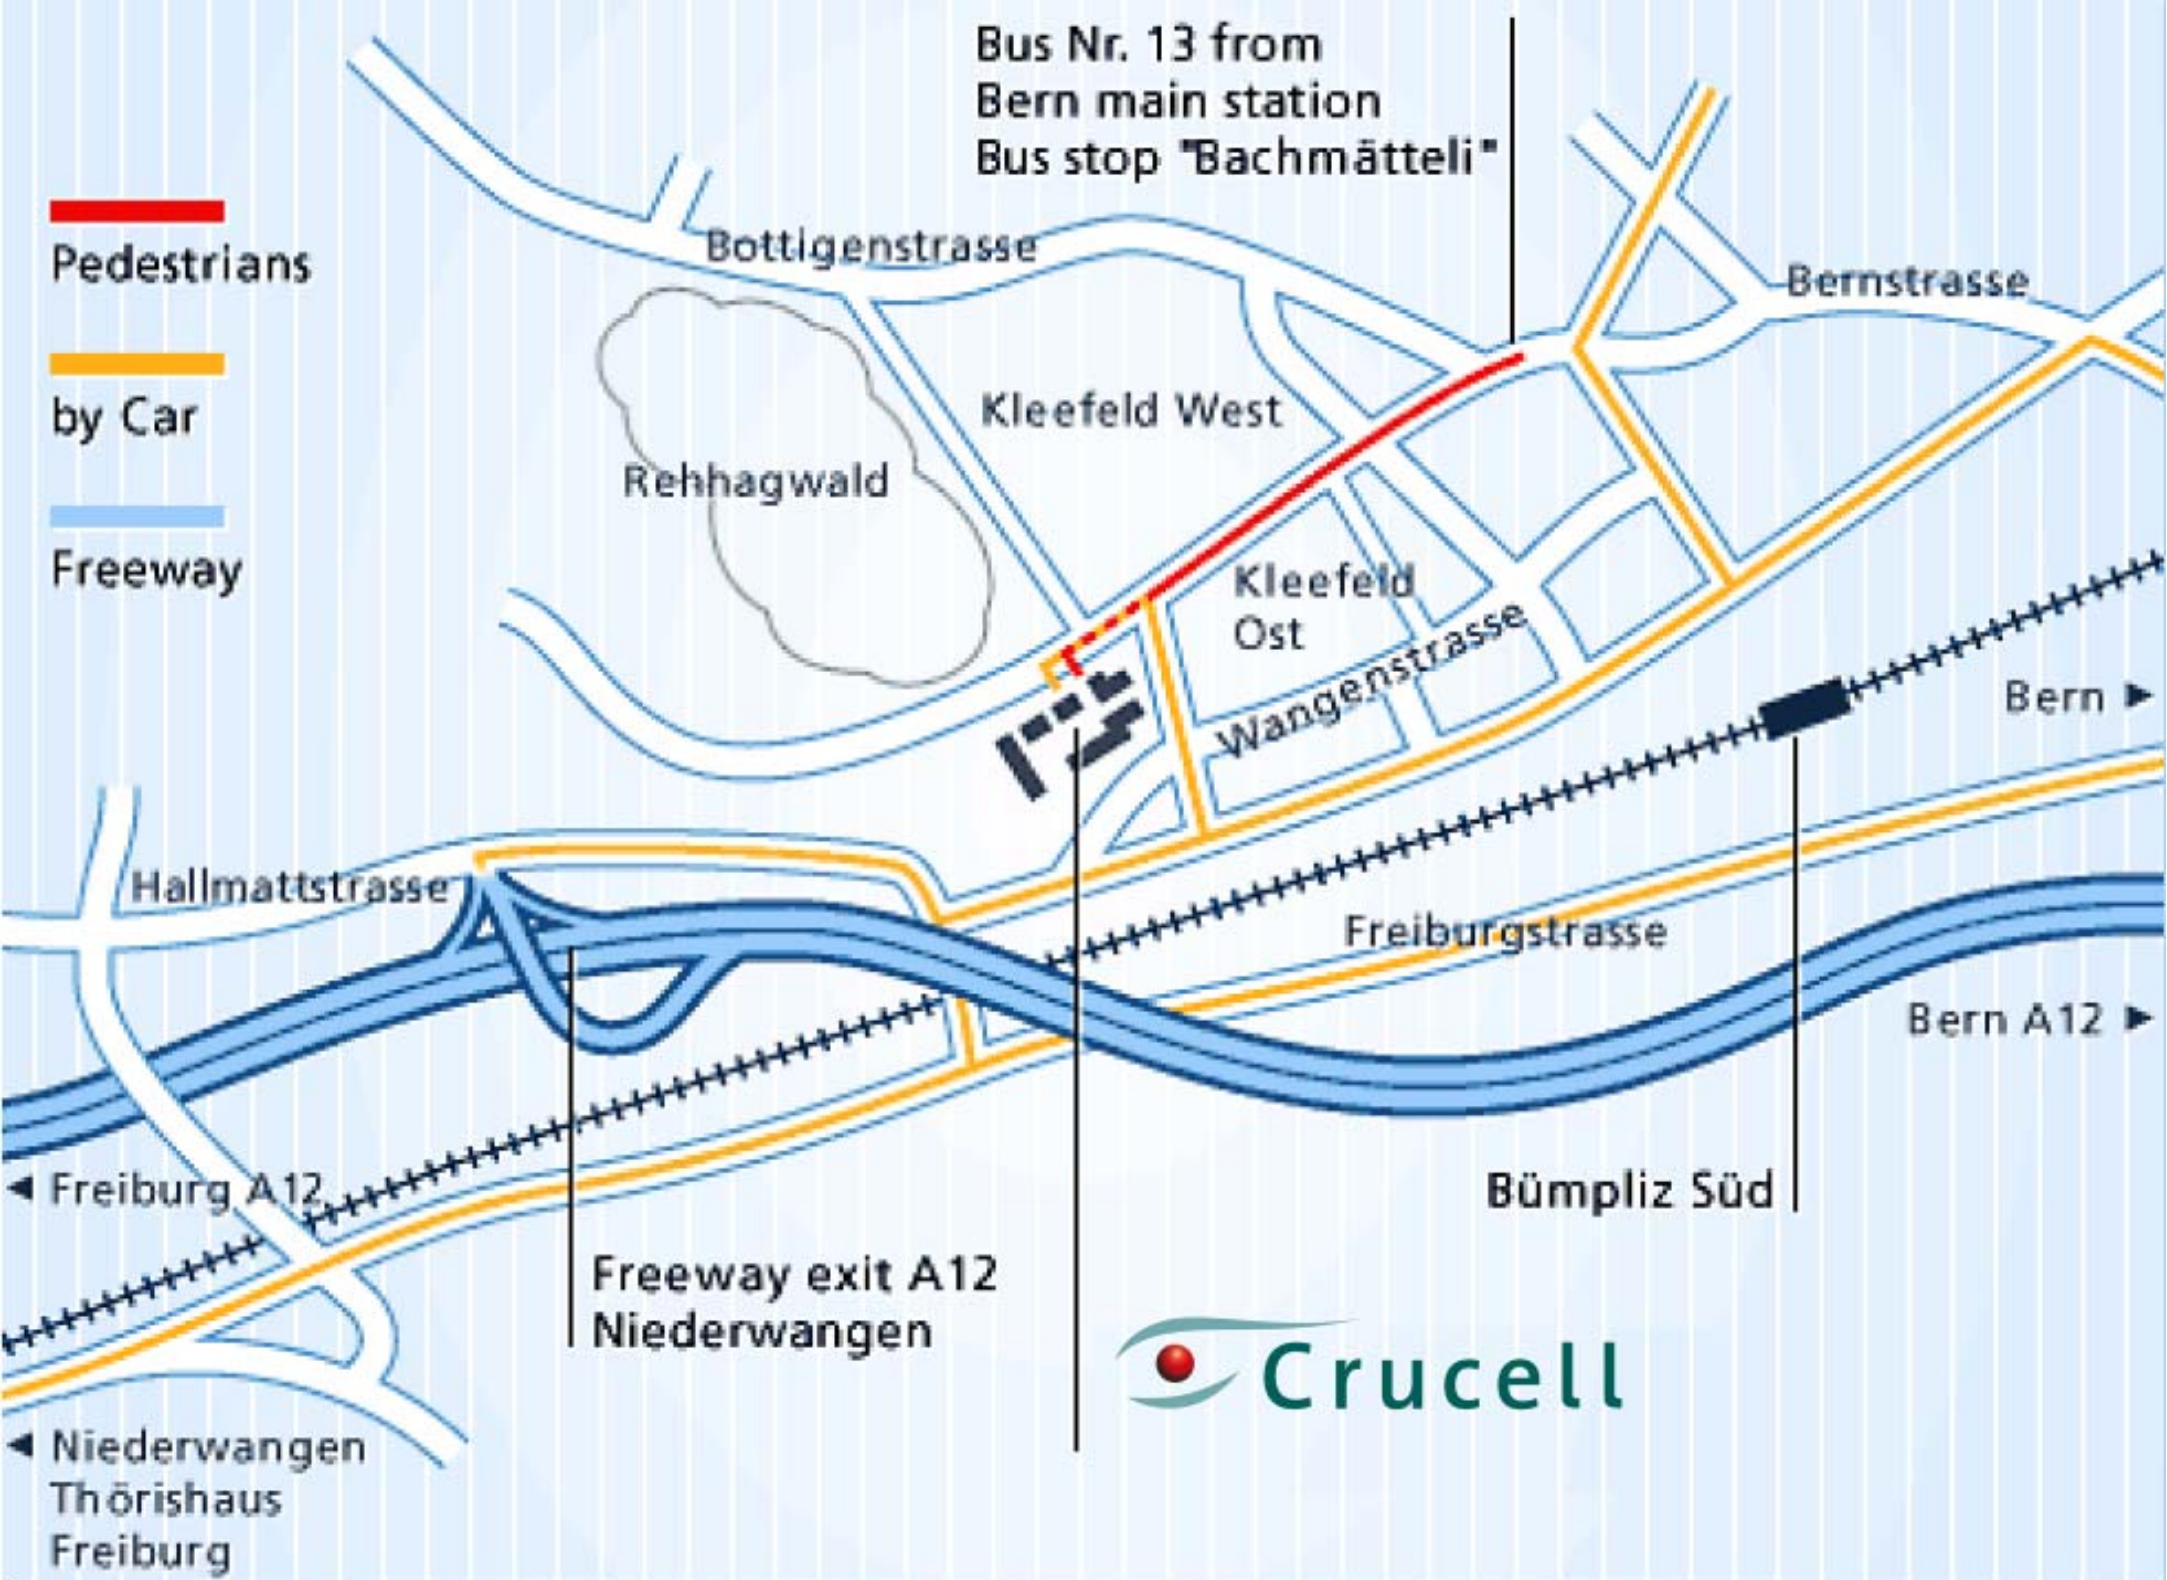 Bus Nr. 13 from
Bern main station
Bus stop "Bachmätteli"
Pedestrians
by Car
Freeway
Bottigenstrasse
Bernstrasse
Kleefeld West
Rehhagwald
Kleefeld
Ost
Wangenstrasse
Bern ►
Hallmattstrasse
Freiburgstrasse
Bern A12 ►
◄ Freiburg A12
Bümpliz Süd
Freeway exit A12
Niederwangen
Crucell
◄ Niederwangen
Thörishaus
Freiburg